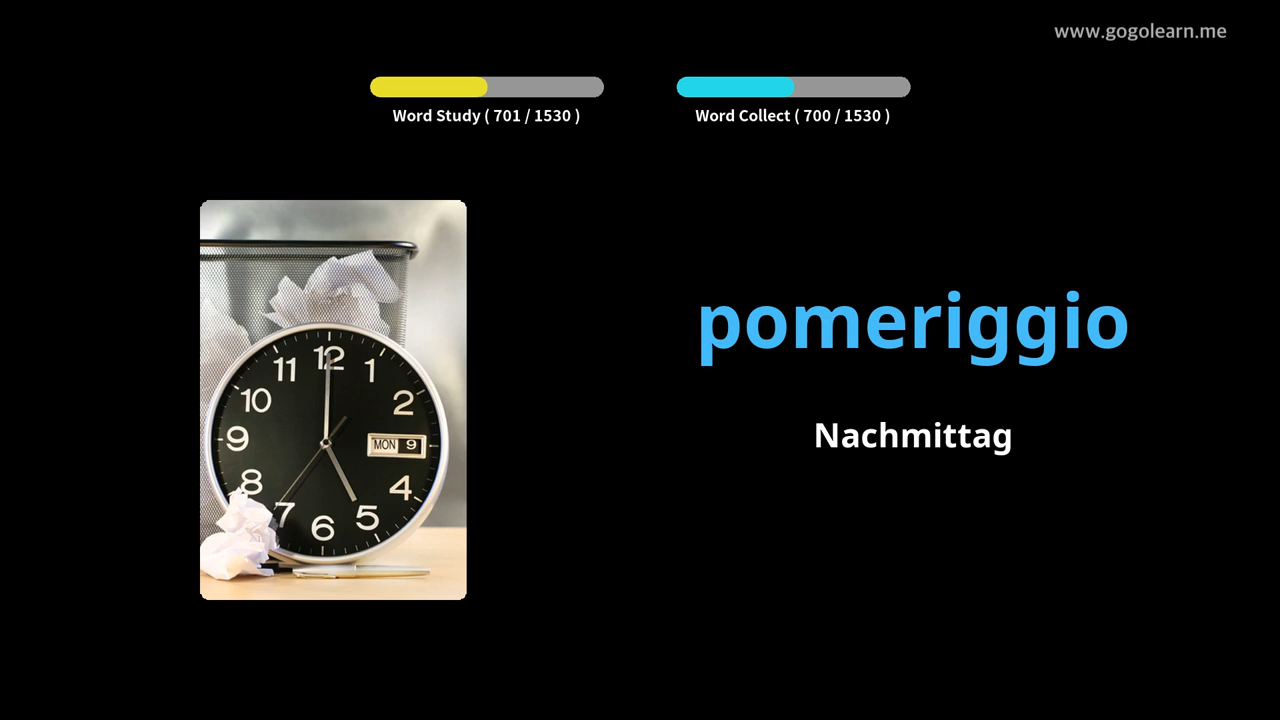 www.gogolearn.me
Word Study ( 701 / 1530 )
Word Collect ( 700 / 1530 )
pomeriggio
Nachmittag
12
11
1
10
2
9
MON 9
8
4
7
5
6